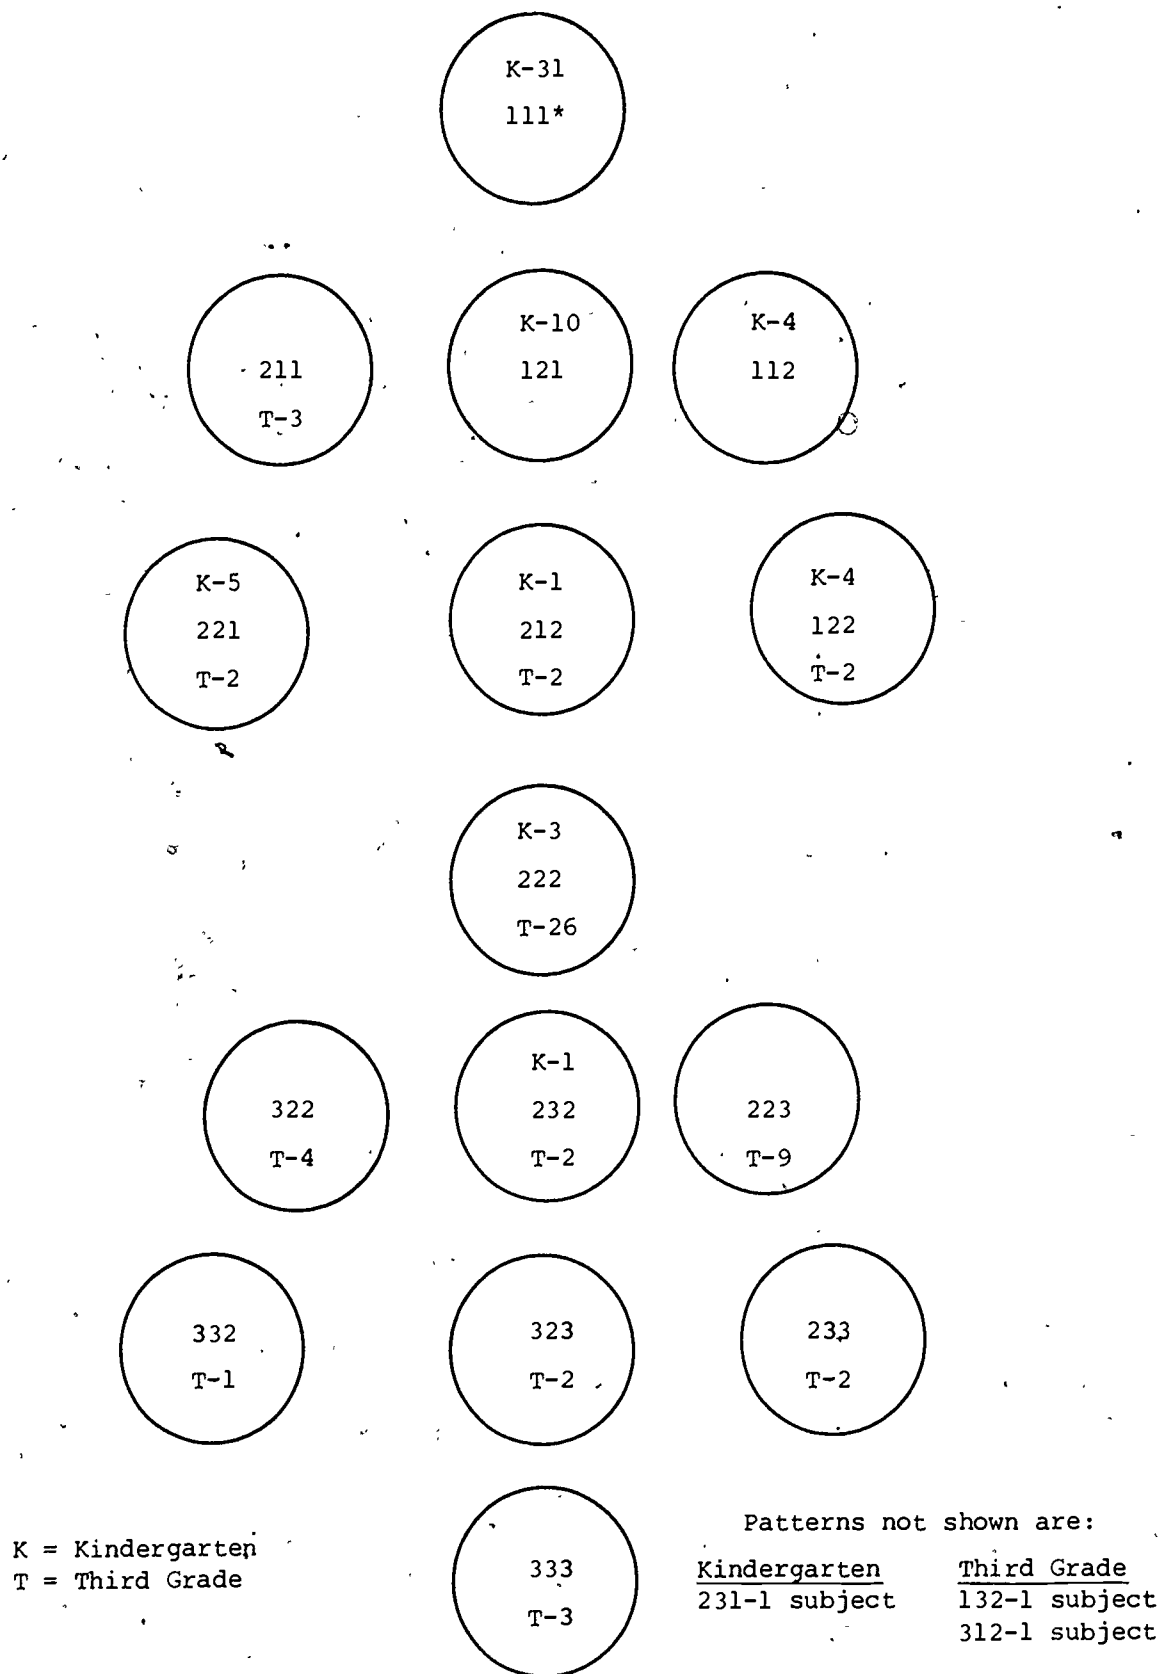 K-31
111*
211
T-3
K-10
121
K-4
112
K-5
221
T-2
K-1
212
T-2
K-4
122
T-2
K-3
222
T-26
322
T-4
K-1
232
T-2
223
T-9
332
T-1
323
T-2
233
T-2
333
T-3
K = Kindergarten
T = Third Grade
Patterns not shown are:
Kindergarten Third Grade
231-1 subject 132-1 subject
312-1 subject